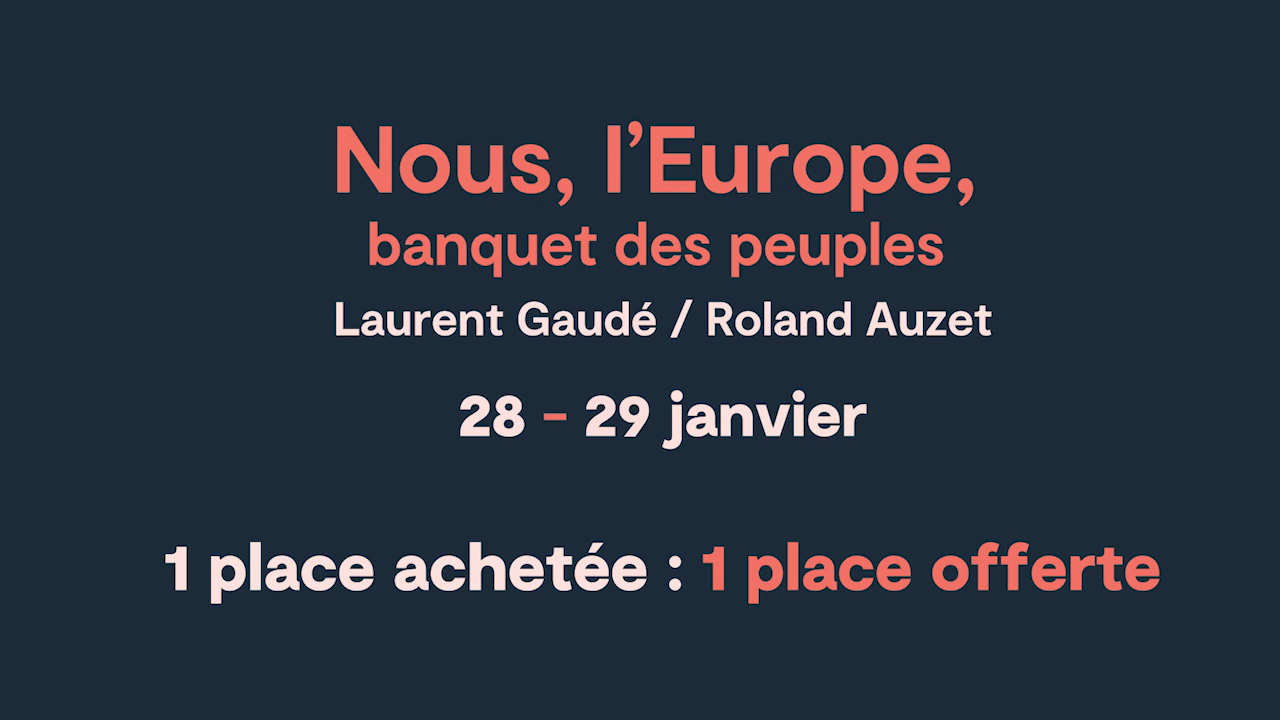 Nous, l’Europe,
banquet des peuples
Laurent Gaudé / Roland Auzet
28 - 29 janvier
1 place achetée : 1 place offerte